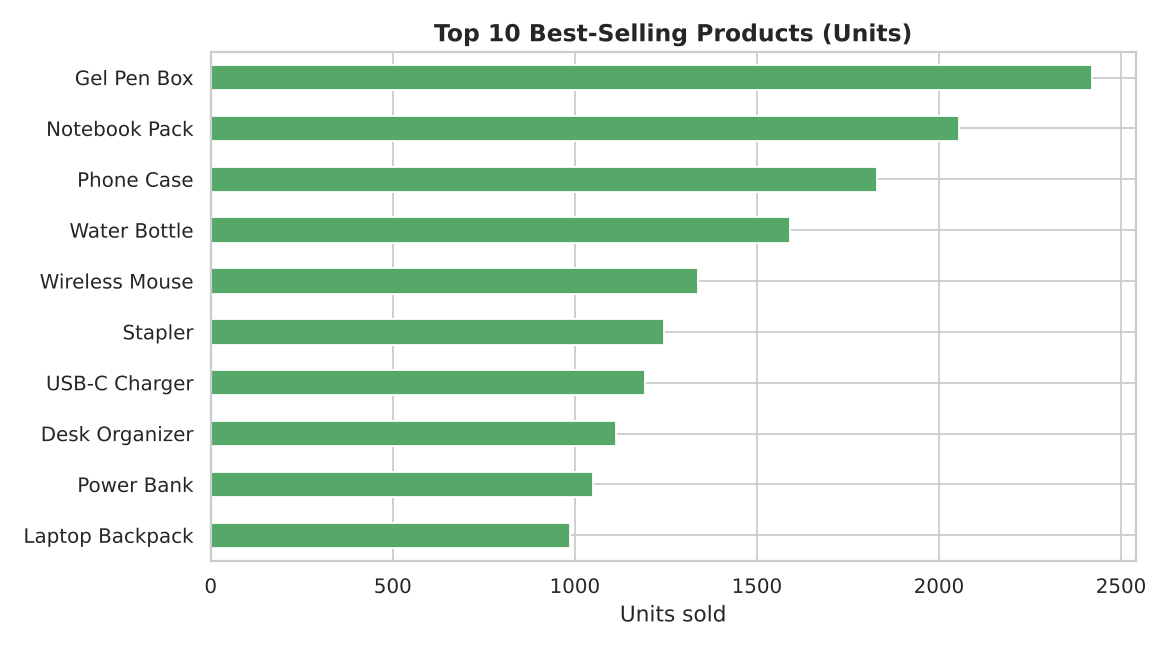 Top 10 Best-Selling Products (Units)
Gel Pen Box
Notebook Pack
Phone Case
Water Bottle
Wireless Mouse
Stapler
USB-C Charger
Desk Organizer
Power Bank
Laptop Backpack
0 500 1000 1500 2000 2500
Units sold